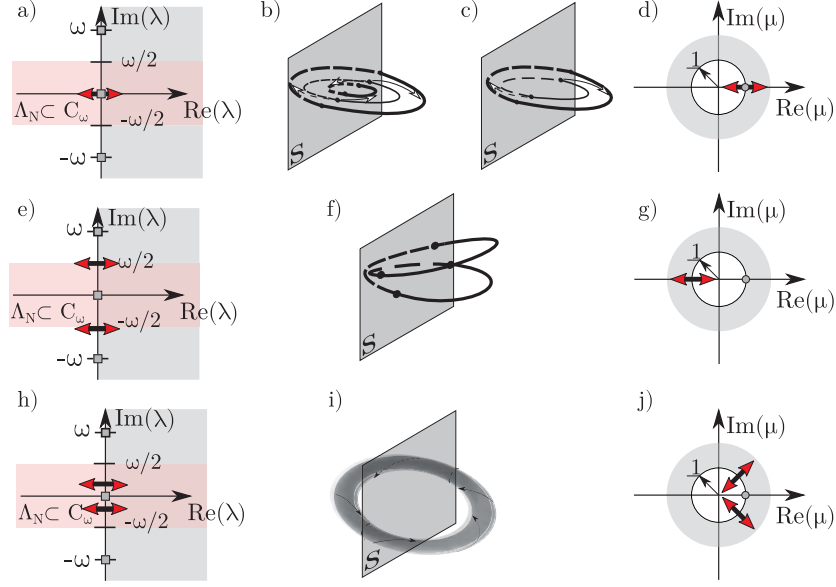 a)
Im(λ)
ω
ω/2
Λ_N⊂ C_ω
Re(λ)
-ω/2
-ω
b)
S
c)
S
d)
Im(μ)
1
Re(μ)
e)
Im(λ)
ω
ω/2
Λ_N⊂ C_ω
Re(λ)
-ω/2
-ω
f)
S
g)
Im(μ)
1
Re(μ)
h)
Im(λ)
ω
ω/2
Λ_N⊂ C_ω
Re(λ)
-ω/2
-ω
i)
S
j)
Im(μ)
1
Re(μ)